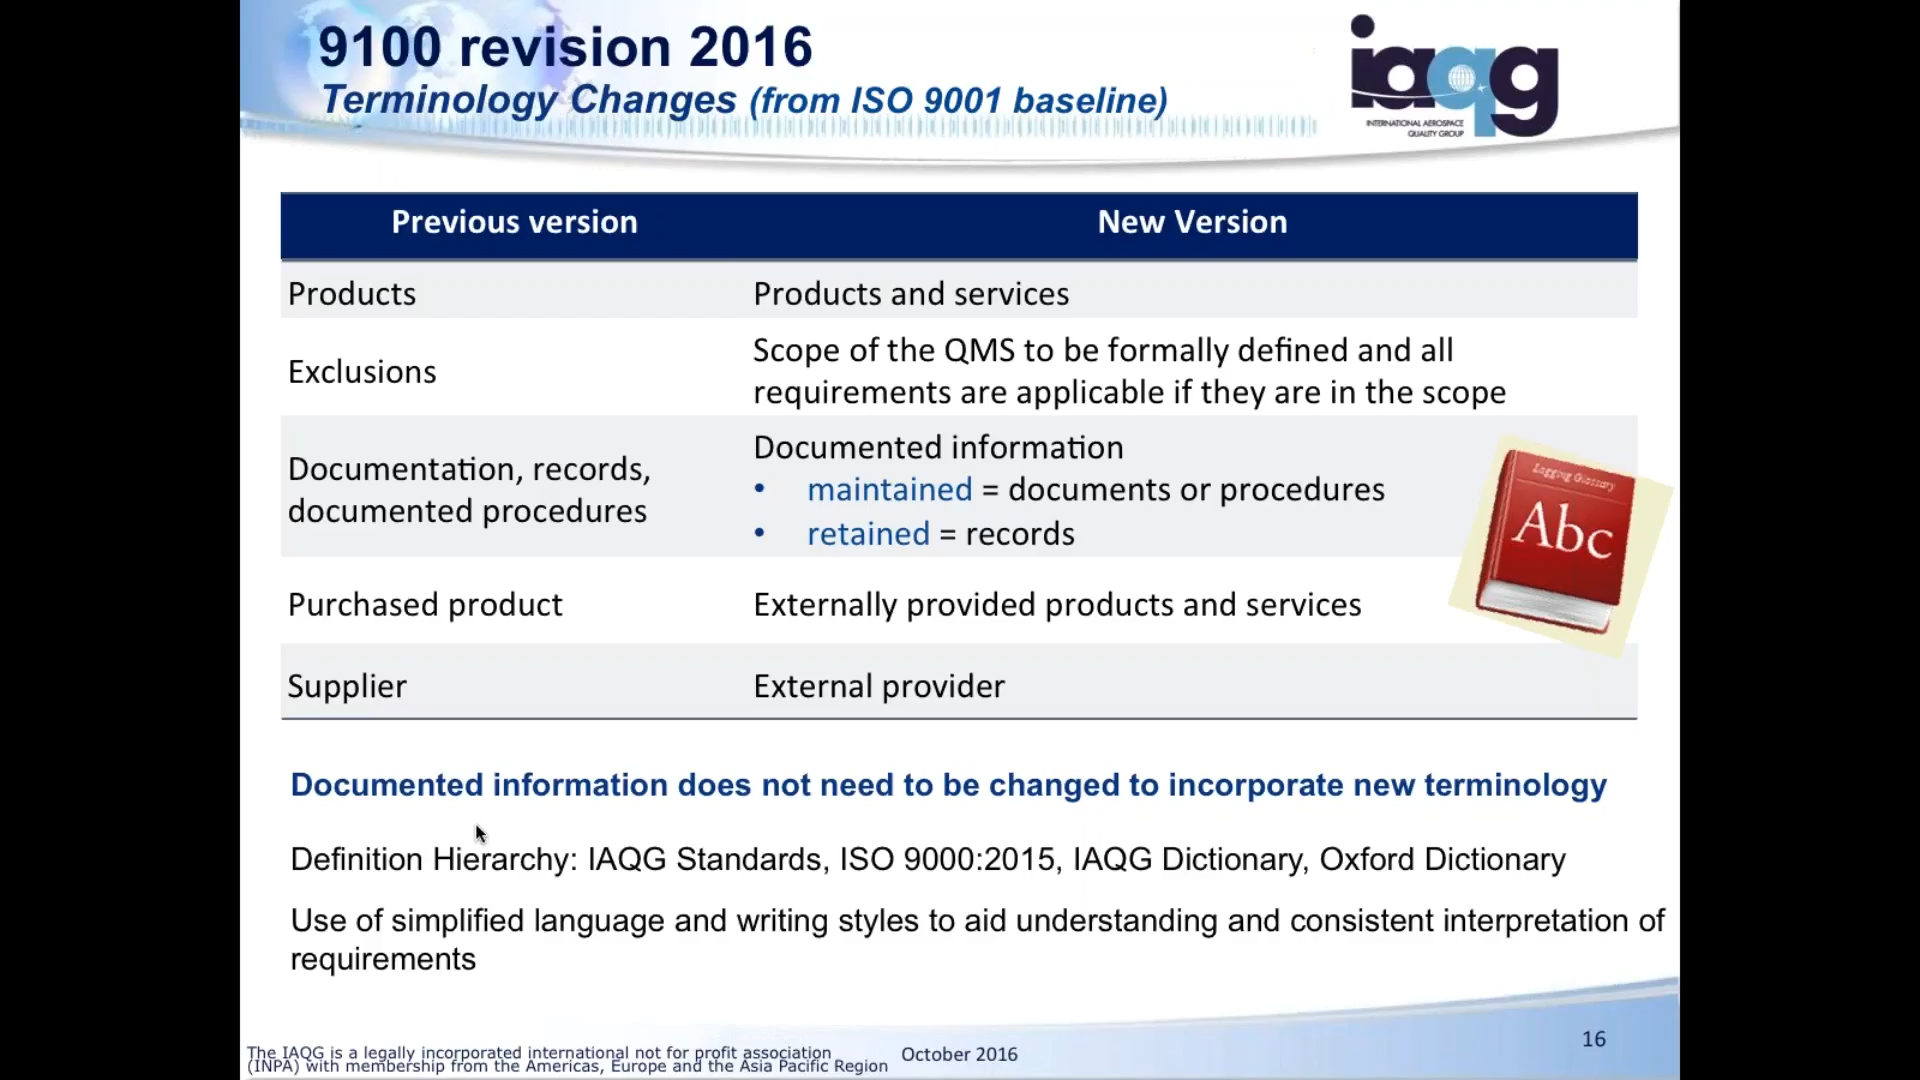 9100 revision 2016
Terminology Changes (from ISO 9001 baseline)
iaqg
INTERNATIONAL AEROSPACE
QUALITY GROUP
Previous version
New Version
Products
Products and services
Exclusions
Scope of the QMS to be formally defined and all
requirements are applicable if they are in the scope
Documentation, records,
documented procedures
Documented information
• maintained = documents or procedures
• retained = records
Logging Glossary
Abc
Purchased product
Externally provided products and services
Supplier
External provider
Documented information does not need to be changed to incorporate new terminology
Definition Hierarchy: IAQG Standards, ISO 9000:2015, IAQG Dictionary, Oxford Dictionary
Use of simplified language and writing styles to aid understanding and consistent interpretation of
requirements
The IAQG is a legally incorporated international not for profit association
(INPA) with membership from the Americas, Europe and the Asia Pacific Region
October 2016
16